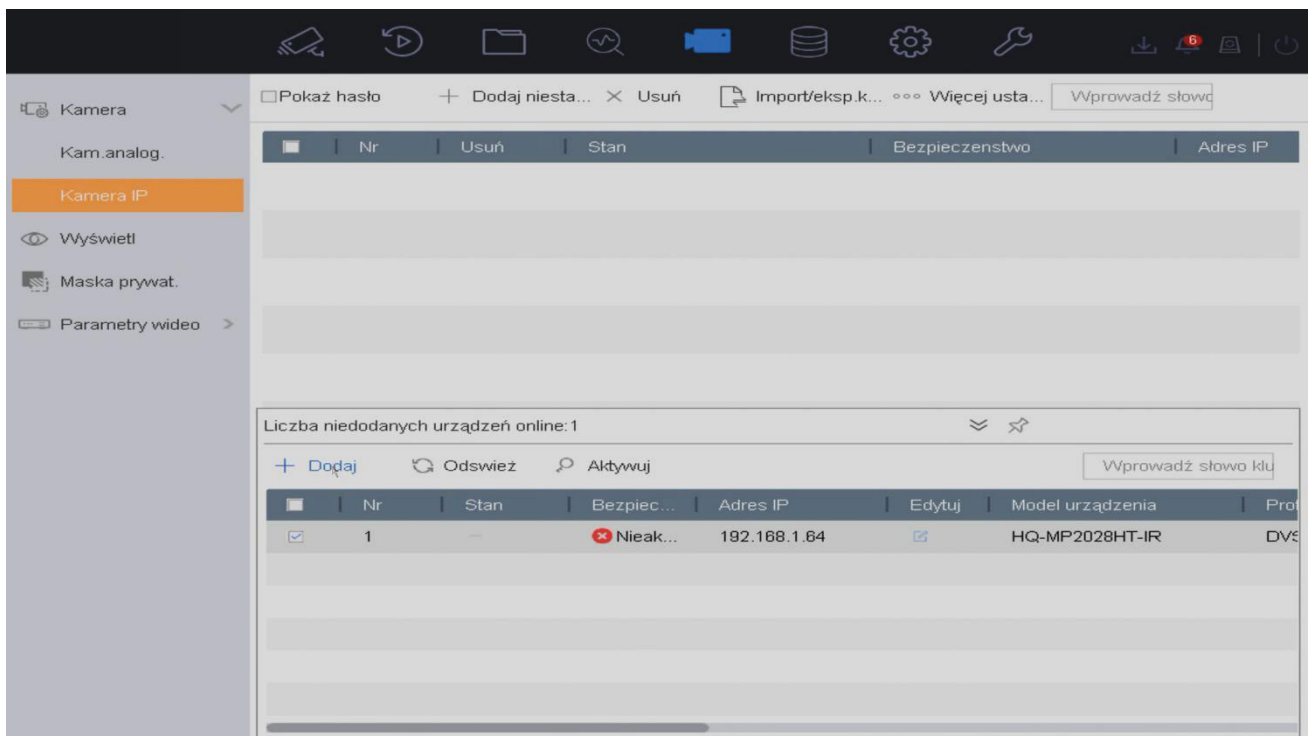 6
Kamera
Kam.analog.
Kamera IP
Wyświetl
Maska prywat.
Parametry wideo
Pokaż hasło Dodaj niesta... Usuń Import/eksp.k... Więcej usta... Wprowadź słowo
Nr Usuń Stan Bezpieczenstwo Adres IP
Liczba niedodanych urządzeń online:1
Dodaj Odswież Aktywuj Wprowadź słowo klu
Nr Stan Bezpiec... Adres IP Edytuj Model urządzenia Prot
1 — Nieak... 192.168.1.64 HQ-MP2028HT-IR DVS